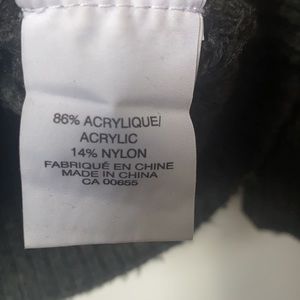 86% ACRYLIQUE/
ACRYLIC
14% NYLON
FABRIQUÉ EN CHINE
MADE IN CHINA
CA 00655